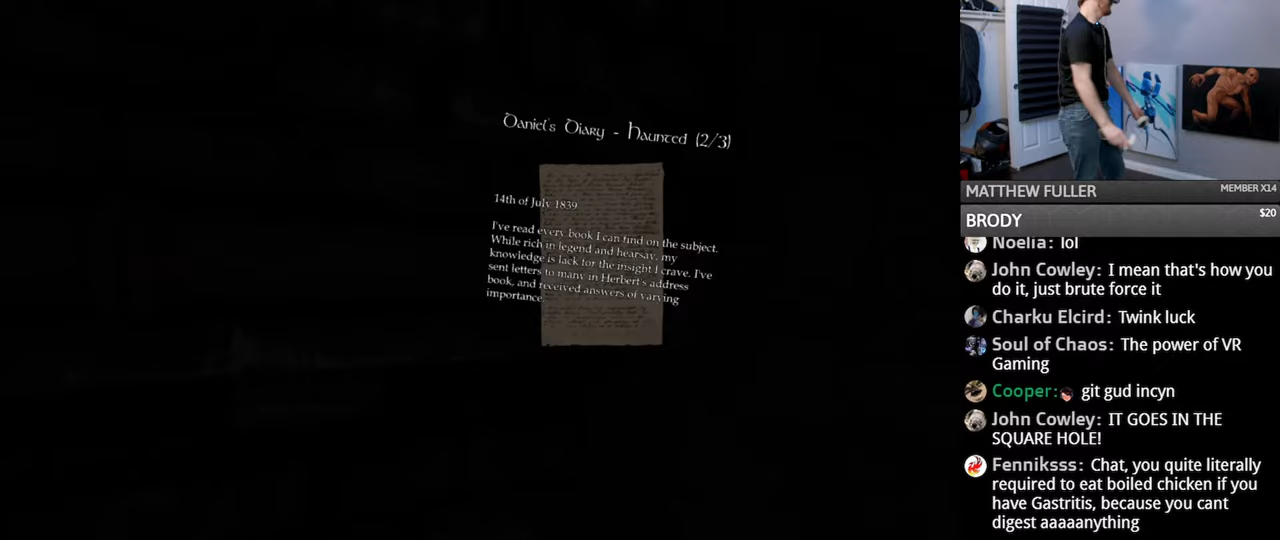 Daniel's Diary - Haunted (2/3)
14th of July 1839
I've read every book I can find on the subject.
While rich in legend and hearsay, my
knowledge is lack for the insight I crave. I've
sent letters to many in Herbert's address
book, and received answers of varying
importance.
MATTHEW FULLER
MEMBER X14
BRODY
$20
Noelia: lol
John Cowley: I mean that's how you
do it, just brute force it
Charku Elcird: Twink luck
Soul of Chaos: The power of VR
Gaming
Cooper: git gud incyn
John Cowley: IT GOES IN THE
SQUARE HOLE!
Fenniksss: Chat, you quite literally
required to eat boiled chicken if you
have Gastritis, because you cant
digest aaaaanything